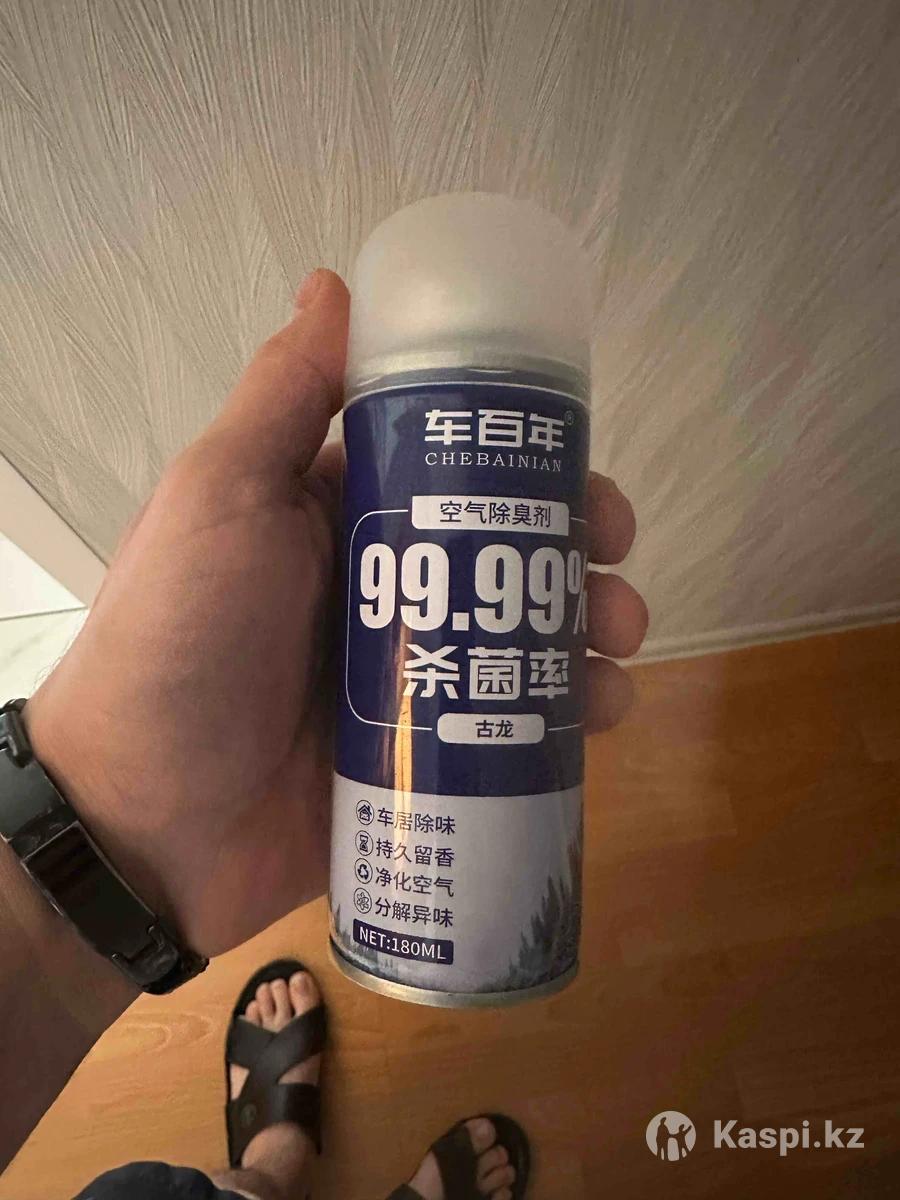 车百年®
CHEBAINIAN
空气除臭剂
99.99%
杀菌率
古龙
车居除味
持久留香
净化空气
分解异味
NET:180ML
Kaspi.kz